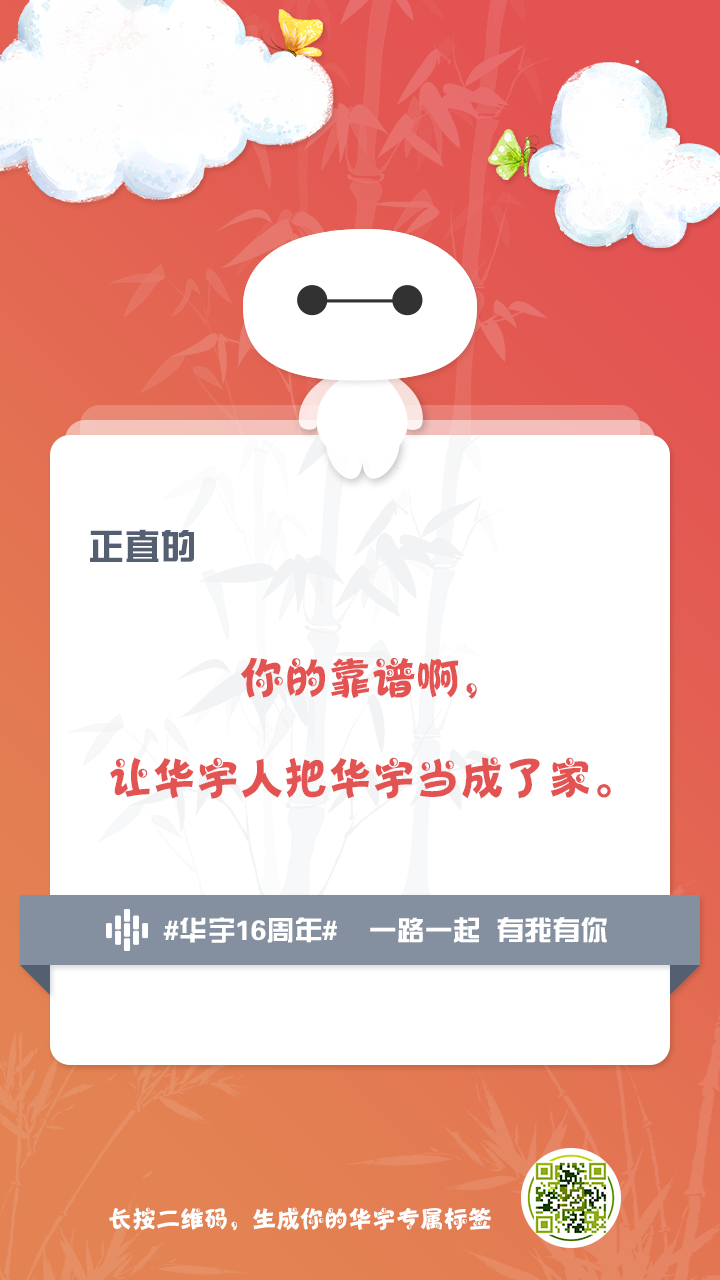 正直的
你的靠谱啊，
让华宇人把华宇当成了家。
#华宇16周年# 一路一起 有我有你
长按二维码，生成你的华宇专属标签